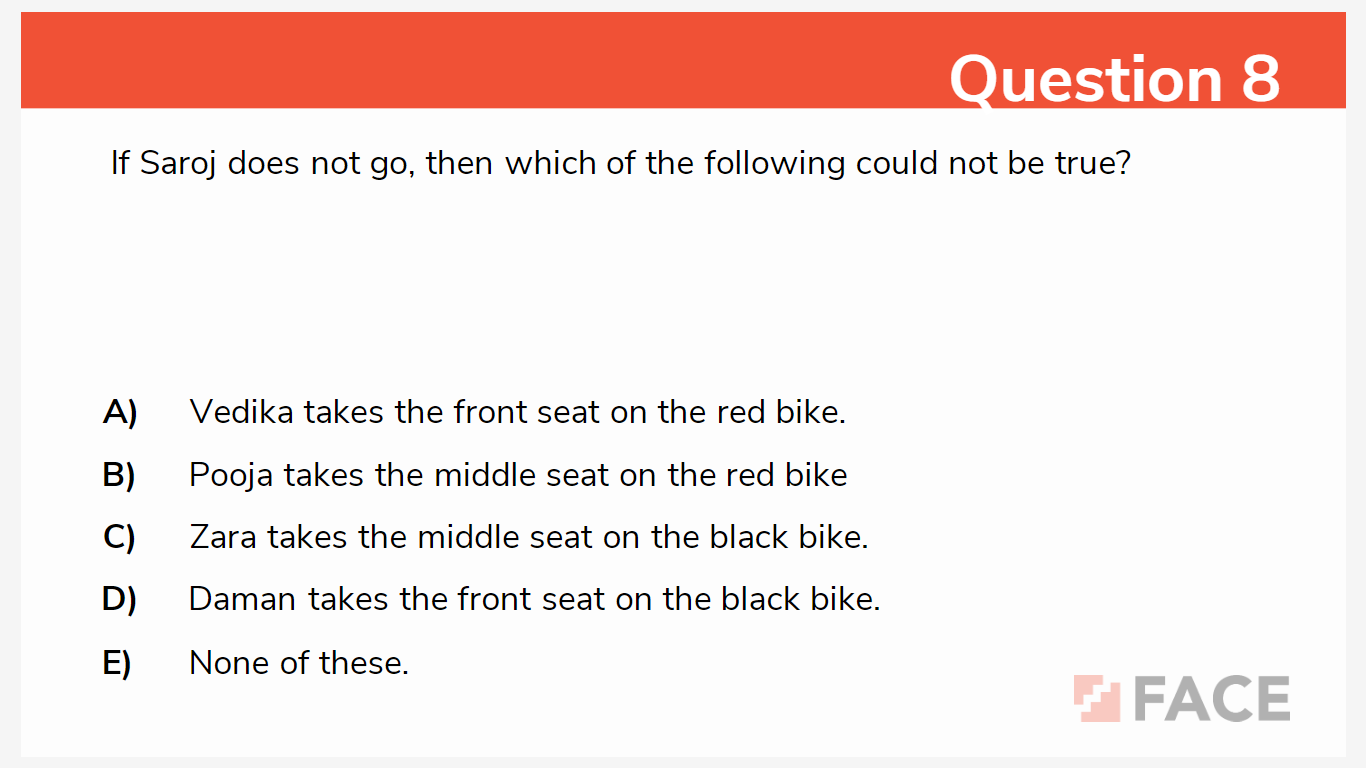 Question 8
If Saroj does not go, then which of the following could not be true?
A) Vedika takes the front seat on the red bike.
B) Pooja takes the middle seat on the red bike
C) Zara takes the middle seat on the black bike.
D) Daman takes the front seat on the black bike.
E) None of these.
FACE